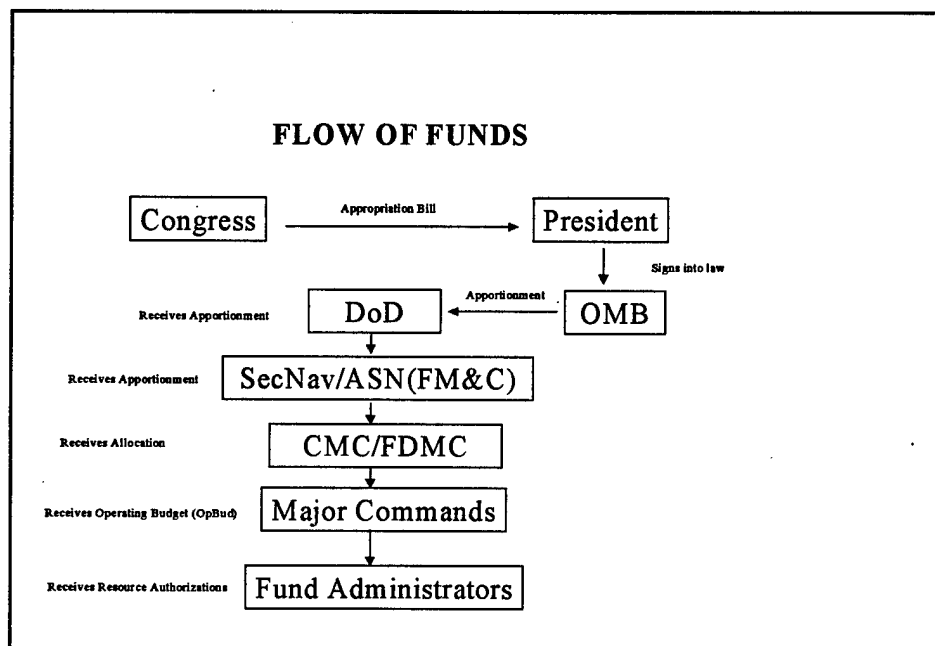 FLOW OF FUNDS
Congress
Appropriation Bill
President
Signs into law
Receives Apportionment
DoD
Apportionment
OMB
Receives Apportionment
SecNav/ASN(FM&C)
Receives Allocation
CMC/FDMC
Receives Operating Budget (OpBud)
Major Commands
Receives Resource Authorizations
Fund Administrators